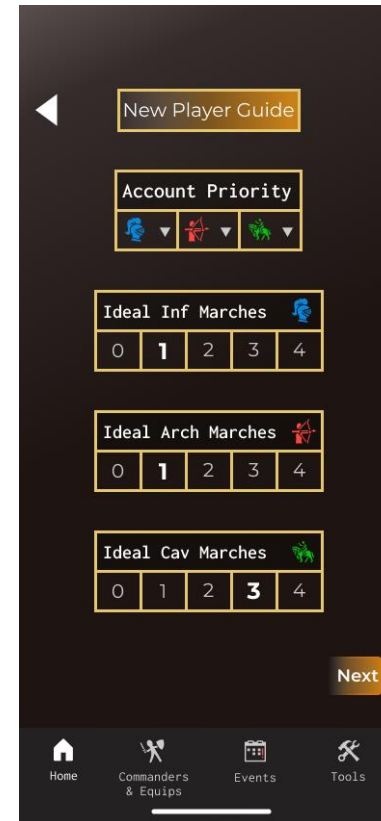 New Player Guide
Account Priority
Ideal Inf Marches
0 1 2 3 4
Ideal Arch Marches
0 1 2 3 4
Ideal Cav Marches
0 1 2 3 4
Next
Home
Commanders
& Equips
Events
Tools